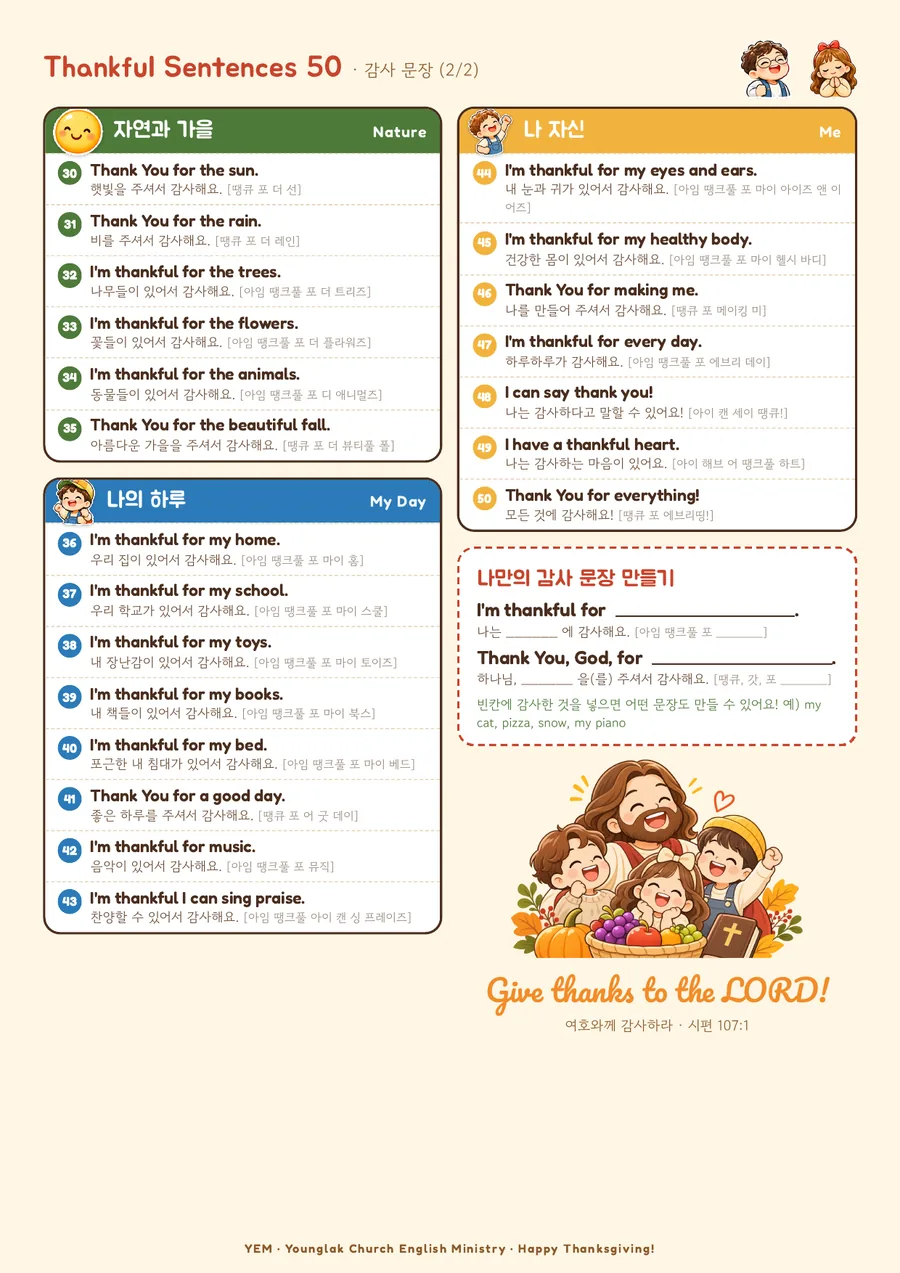 Thankful Sentences 50 · 감사 문장 (2/2)
자연과 가을 Nature
30 Thank You for the sun.
햇빛을 주셔서 감사해요. [땡큐 포 더 선]
31 Thank You for the rain.
비를 주셔서 감사해요. [땡큐 포 더 레인]
32 I'm thankful for the trees.
나무들이 있어서 감사해요. [아임 땡크풀 포 더 트리즈]
33 I'm thankful for the flowers.
꽃들이 있어서 감사해요. [아임 땡크풀 포 더 플라워즈]
34 I'm thankful for the animals.
동물들이 있어서 감사해요. [아임 땡크풀 포 디 애니멀즈]
35 Thank You for the beautiful fall.
아름다운 가을을 주셔서 감사해요. [땡큐 포 더 뷰티풀 폴]
나의 하루 My Day
36 I'm thankful for my home.
우리 집이 있어서 감사해요. [아임 땡크풀 포 마이 홈]
37 I'm thankful for my school.
우리 학교가 있어서 감사해요. [아임 땡크풀 포 마이 스쿨]
38 I'm thankful for my toys.
내 장난감이 있어서 감사해요. [아임 땡크풀 포 마이 토이즈]
39 I'm thankful for my books.
내 책들이 있어서 감사해요. [아임 땡크풀 포 마이 북스]
40 I'm thankful for my bed.
포근한 내 침대가 있어서 감사해요. [아임 땡크풀 포 마이 베드]
41 Thank You for a good day.
좋은 하루를 주셔서 감사해요. [땡큐 포 어 굿 데이]
42 I'm thankful for music.
음악이 있어서 감사해요. [아임 땡크풀 포 뮤직]
43 I'm thankful I can sing praise.
찬양할 수 있어서 감사해요. [아임 땡크풀 아이 캔 싱 프레이즈]
나 자신 Me
44 I'm thankful for my eyes and ears.
내 눈과 귀가 있어서 감사해요. [아임 땡크풀 포 마이 아이즈 앤 이
어즈]
45 I'm thankful for my healthy body.
건강한 몸이 있어서 감사해요. [아임 땡크풀 포 마이 헬시 바디]
46 Thank You for making me.
나를 만들어 주셔서 감사해요. [땡큐 포 메이킹 미]
47 I'm thankful for every day.
하루하루가 감사해요. [아임 땡크풀 포 에브리 데이]
48 I can say thank you!
나는 감사하다고 말할 수 있어요! [아이 캔 세이 땡큐!]
49 I have a thankful heart.
나는 감사하는 마음이 있어요. [아이 해브 어 땡크풀 하트]
50 Thank You for everything!
모든 것에 감사해요! [땡큐 포 에브리띵!]
나만의 감사 문장 만들기
I'm thankful for ____________________.
나는 _______ 에 감사해요. [아임 땡크풀 포 _______]
Thank You, God, for ____________________.
하나님, _______ 을(를) 주셔서 감사해요. [땡큐, 갓, 포 _______]
빈칸에 감사한 것을 넣으면 어떤 문장도 만들 수 있어요! 예) my
cat, pizza, snow, my piano
Give thanks to the LORD!
여호와께 감사하라 · 시편 107:1
YEM · Younglak Church English Ministry · Happy Thanksgiving!